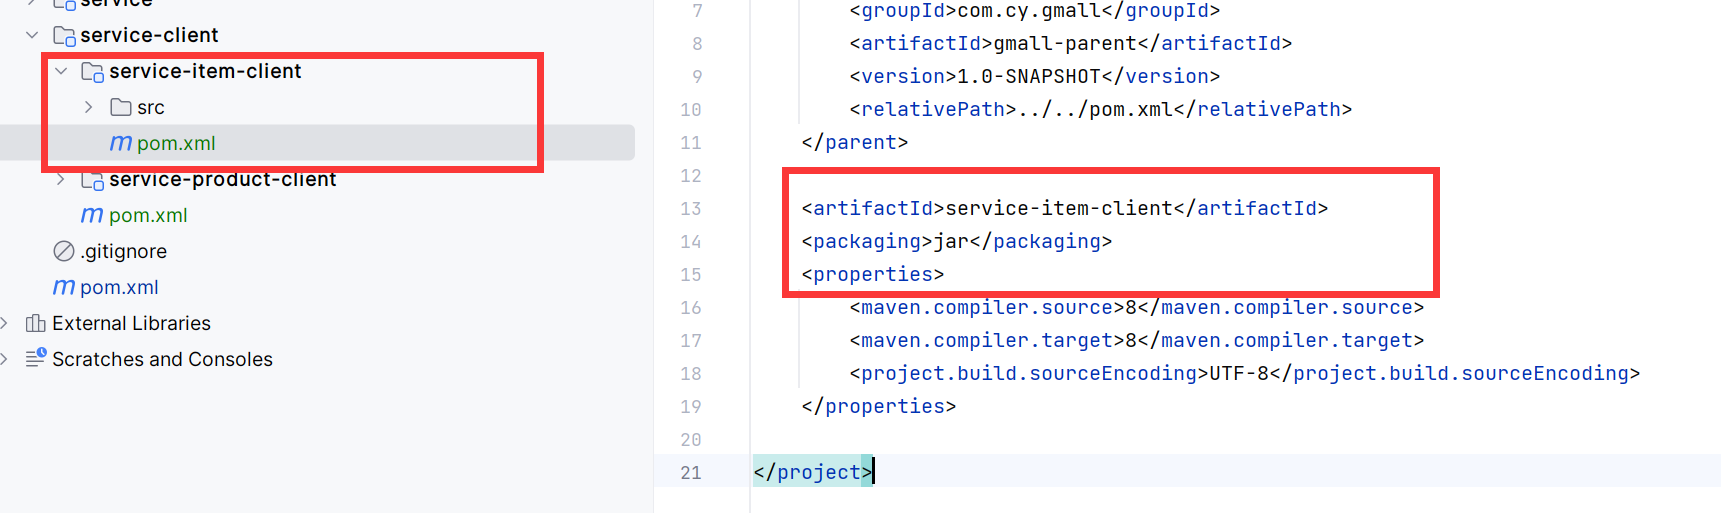 service
service-client
service-item-client
src
pom.xml
service-product-client
pom.xml
.gitignore
pom.xml
External Libraries
Scratches and Consoles
7 <groupId>com.cy.gmall</groupId>
8 <artifactId>gmall-parent</artifactId>
9 <version>1.0-SNAPSHOT</version>
10 <relativePath>../../pom.xml</relativePath>
11 </parent>
12
13 <artifactId>service-item-client</artifactId>
14 <packaging>jar</packaging>
15 <properties>
16 <maven.compiler.source>8</maven.compiler.source>
17 <maven.compiler.target>8</maven.compiler.target>
18 <project.build.sourceEncoding>UTF-8</project.build.sourceEncoding>
19 </properties>
20
21 </project>